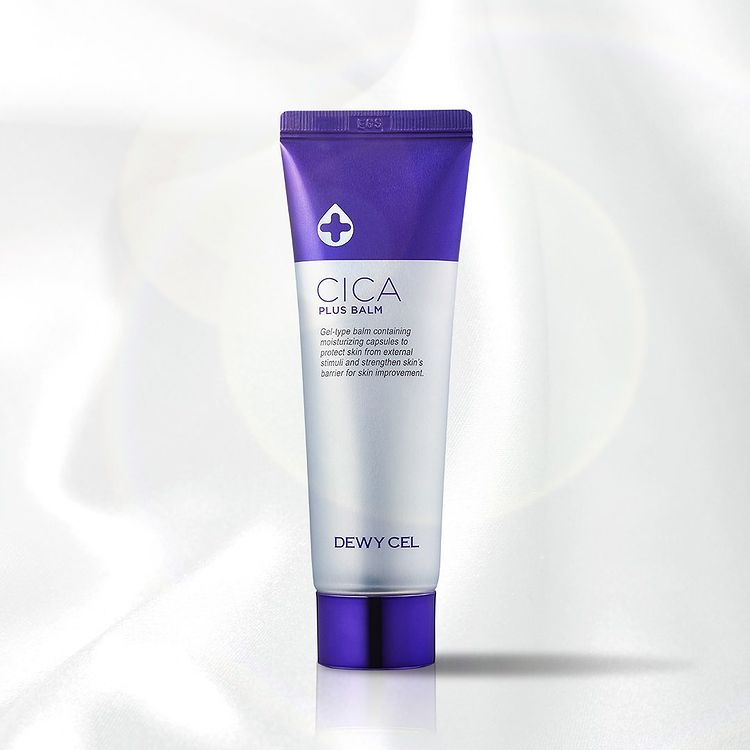 CICA
PLUS BALM
Gel-type balm containing
moisturizing capsules to
protect skin from external
stimuli and strengthen skin's
barrier for skin improvement.
DEWY CEL